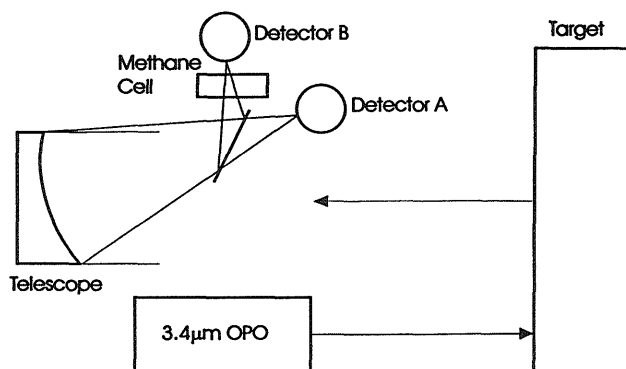 Detector B
Target
Methane
Cell
Detector A
Telescope
3.4μm OPO